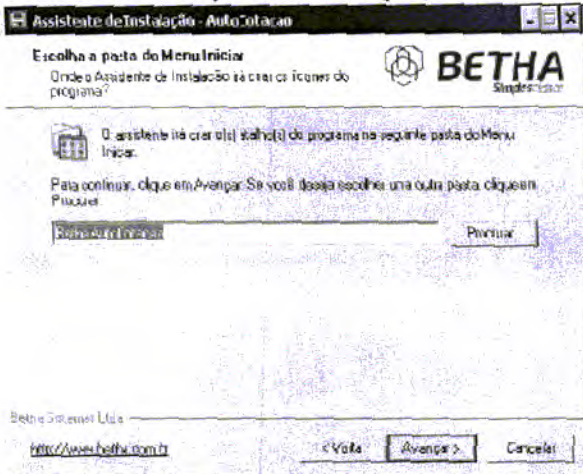 Assistente de Instalação - AutoCotacao
Escolha a pasta do Menu Iniciar
Onde o Assistente de Instalação irá criar os ícones do
programa?
BETHA
O assistente irá criar o(s) atalho(s) do programa na seguinte pasta do Menu
Iniciar.
Para continuar, clique em Avançar. Se você deseja escolher uma outra pasta, clique em
Procurar.
Procurar
Betha Sistemas Ltda
http://www.betha.com.br
< Volta
Avançar >
Cancelar